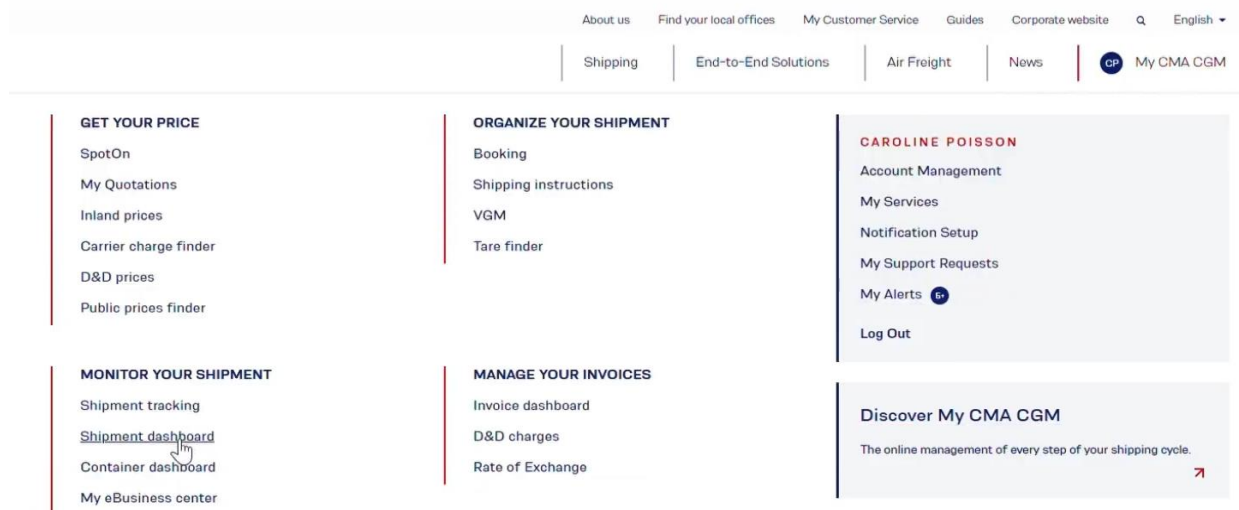 About us Find your local offices My Customer Service Guides Corporate website English
Shipping End-to-End Solutions Air Freight News CP My CMA CGM
GET YOUR PRICE
SpotOn
My Quotations
Inland prices
Carrier charge finder
D&D prices
Public prices finder
ORGANIZE YOUR SHIPMENT
Booking
Shipping instructions
VGM
Tare finder
CAROLINE POISSON
Account Management
My Services
Notification Setup
My Support Requests
My Alerts 5+
Log Out
MONITOR YOUR SHIPMENT
Shipment tracking
Shipment dashboard
Container dashboard
My eBusiness center
MANAGE YOUR INVOICES
Invoice dashboard
D&D charges
Rate of Exchange
Discover My CMA CGM
The online management of every step of your shipping cycle.